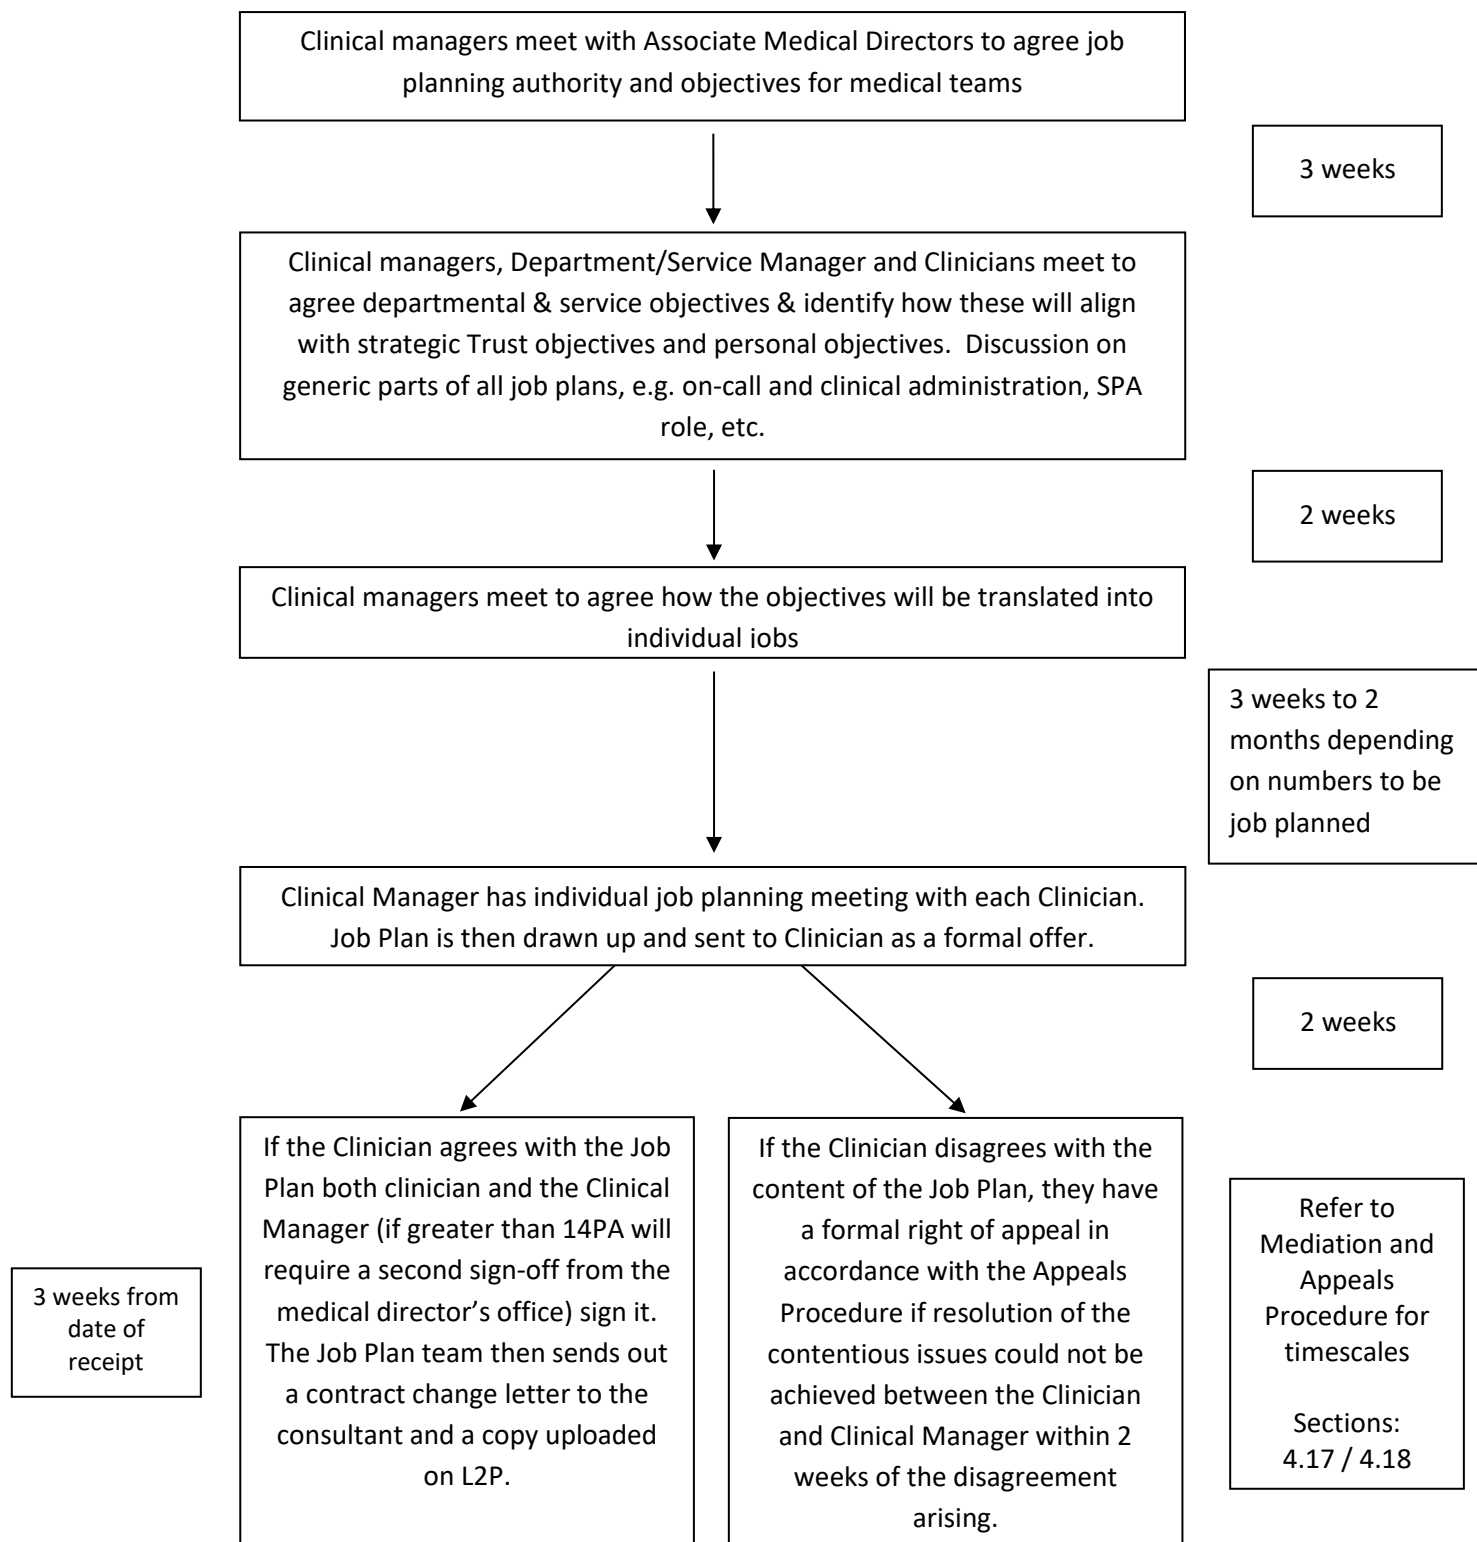 Clinical managers meet with Associate Medical Directors to agree job
planning authority and objectives for medical teams
3 weeks
Clinical managers, Department/Service Manager and Clinicians meet to
agree departmental & service objectives & identify how these will align
with strategic Trust objectives and personal objectives.  Discussion on
generic parts of all job plans, e.g. on-call and clinical administration, SPA
role, etc.
2 weeks
Clinical managers meet to agree how the objectives will be translated into
individual jobs
3 weeks to 2
months depending
on numbers to be
job planned
Clinical Manager has individual job planning meeting with each Clinician.
Job Plan is then drawn up and sent to Clinician as a formal offer.
2 weeks
3 weeks from
date of
receipt
If the Clinician agrees with the Job
Plan both clinician and the Clinical
Manager (if greater than 14PA will
require a second sign-off from the
medical director’s office) sign it.
The Job Plan team then sends out
a contract change letter to the
consultant and a copy uploaded
on L2P.
If the Clinician disagrees with the
content of the Job Plan, they have
a formal right of appeal in
accordance with the Appeals
Procedure if resolution of the
contentious issues could not be
achieved between the Clinician
and Clinical Manager within 2
weeks of the disagreement
arising.
Refer to
Mediation and
Appeals
Procedure for
timescales
Sections:
4.17 / 4.18